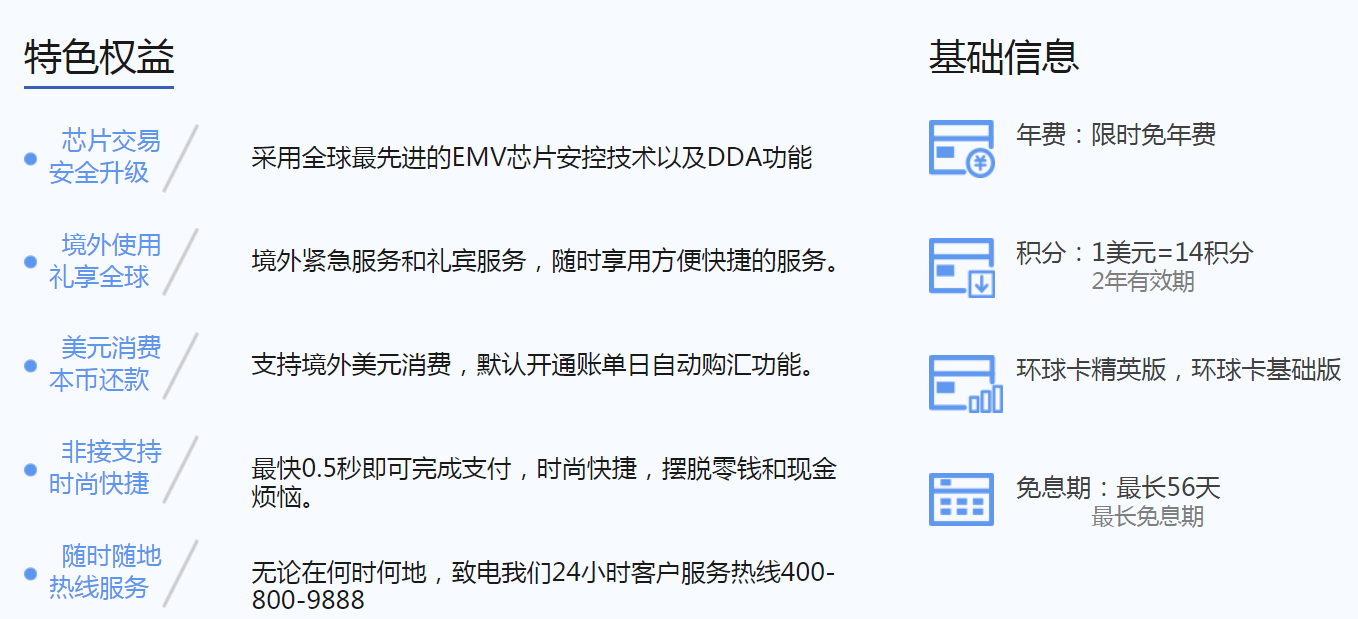 特色权益
芯片交易
安全升级
采用全球最先进的EMV芯片安控技术以及DDA功能
境外使用
礼享全球
境外紧急服务和礼宾服务，随时享用方便快捷的服务。
美元消费
本币还款
支持境外美元消费，默认开通账单日自动购汇功能。
非接支持
时尚快捷
最快0.5秒即可完成支付，时尚快捷，摆脱零钱和现金
烦恼。
随时随地
热线服务
无论在何时何地，致电我们24小时客户服务热线400-
800-9888
基础信息
年费：限时免年费
积分：1美元=14积分
2年有效期
环球卡精英版，环球卡基础版
免息期：最长56天
最长免息期